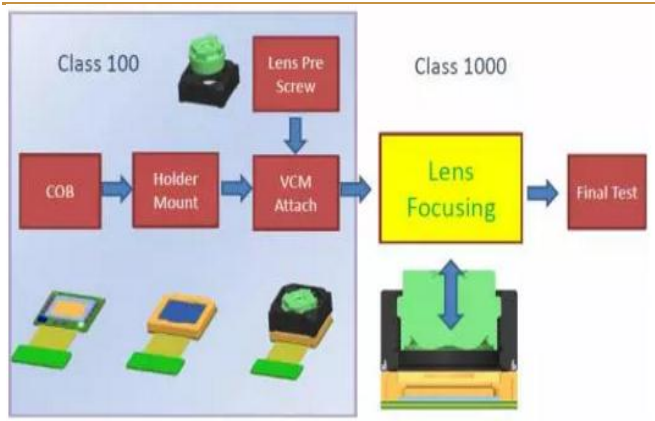 Class 100
Lens Pre
Screw
Class 1000
COB
Holder
Mount
VCM
Attach
Lens
Focusing
Final Test